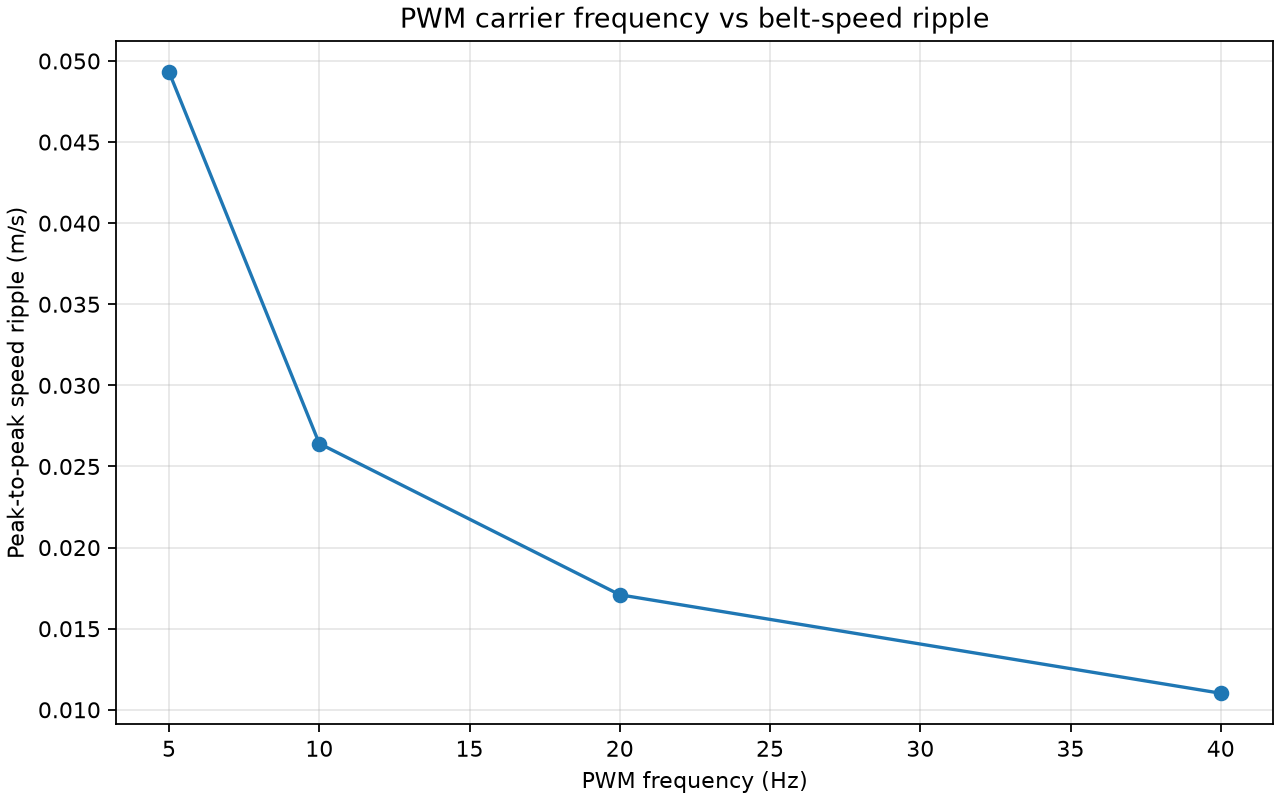 PWM carrier frequency vs belt-speed ripple
Peak-to-peak speed ripple (m/s)
0.050
0.045
0.040
0.035
0.030
0.025
0.020
0.015
0.010
5 10 15 20 25 30 35 40
PWM frequency (Hz)